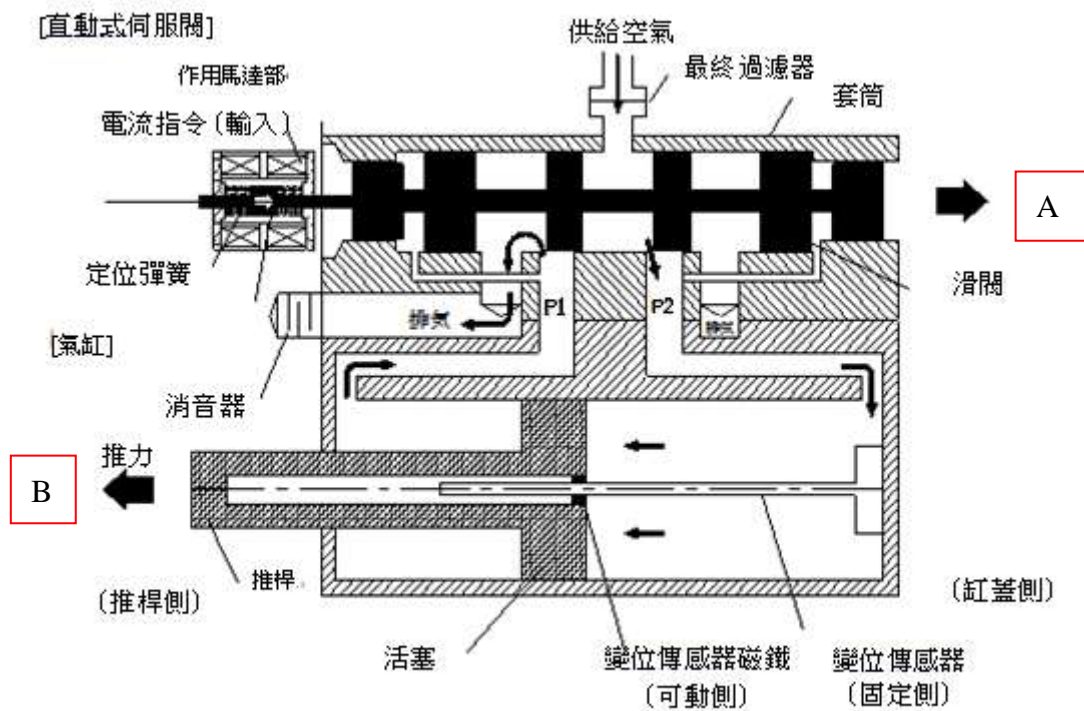 [直動式伺服閥]
供給空氣
作用馬達部
最終過濾器
套筒
電流指令(輸入)
A
定位彈簧
滑閥
P1
P2
排気
排気
[氣缸]
消音器
推力
B
推桿
(推桿側)
(缸蓋側)
活塞
變位傳感器磁鐵
(可動側)
變位傳感器
(固定側)